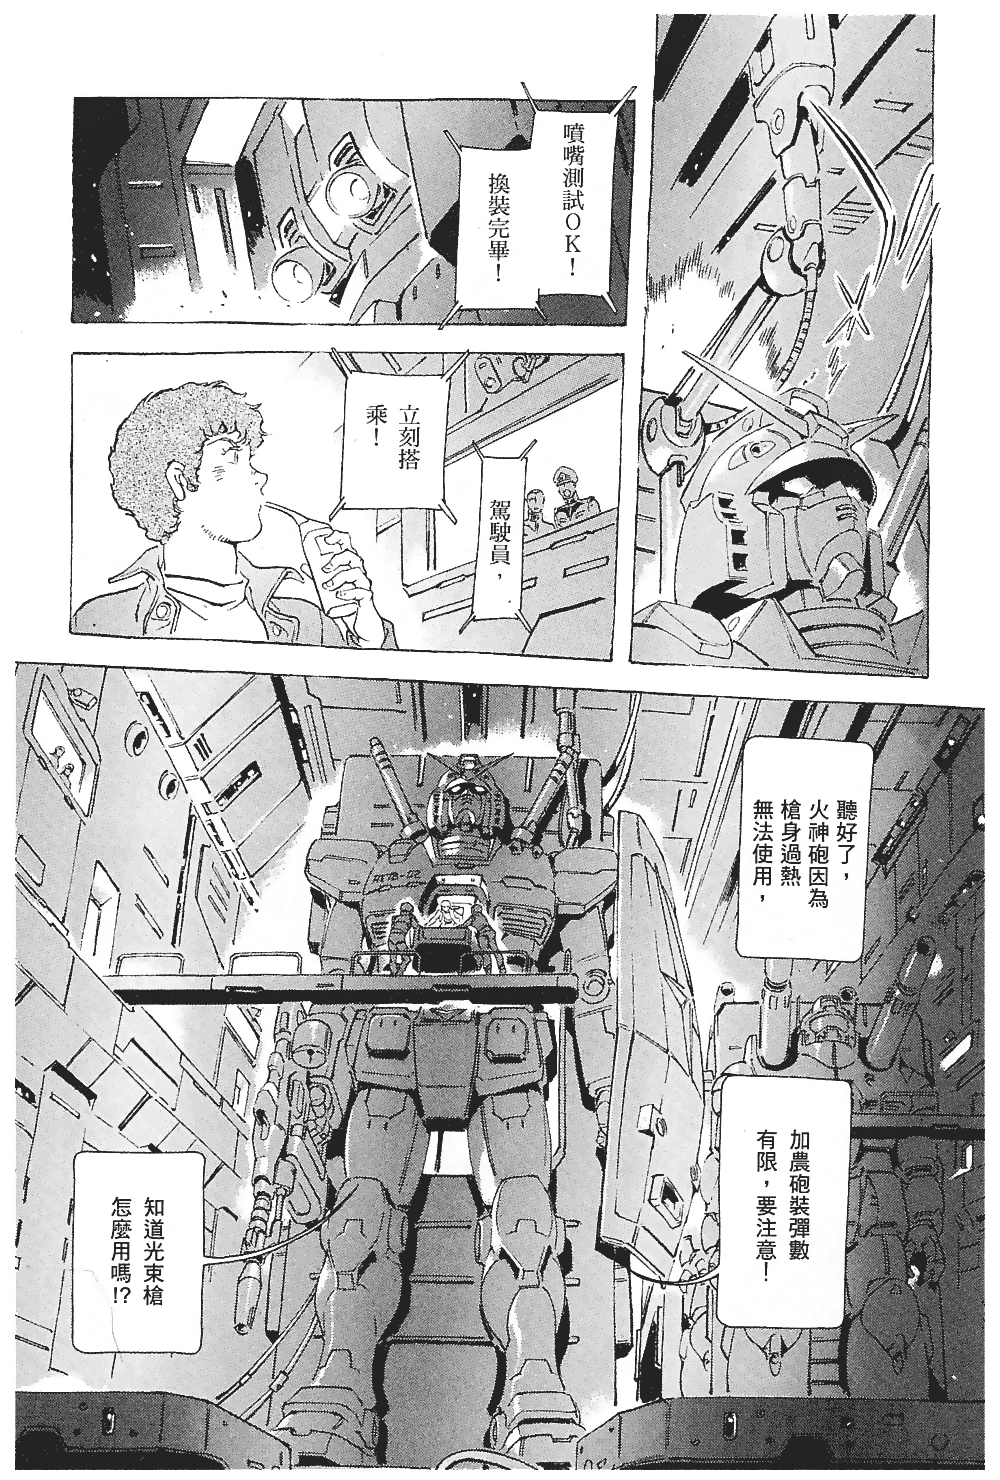 噴嘴測試OK！
換裝完畢！
駕駛員，
立刻搭
乘！
聽好了，
火神砲因為
槍身過熱
無法使用，
加農砲裝彈數
有限，要注意！
知道光束槍
怎麼用嗎!?
RX78-02